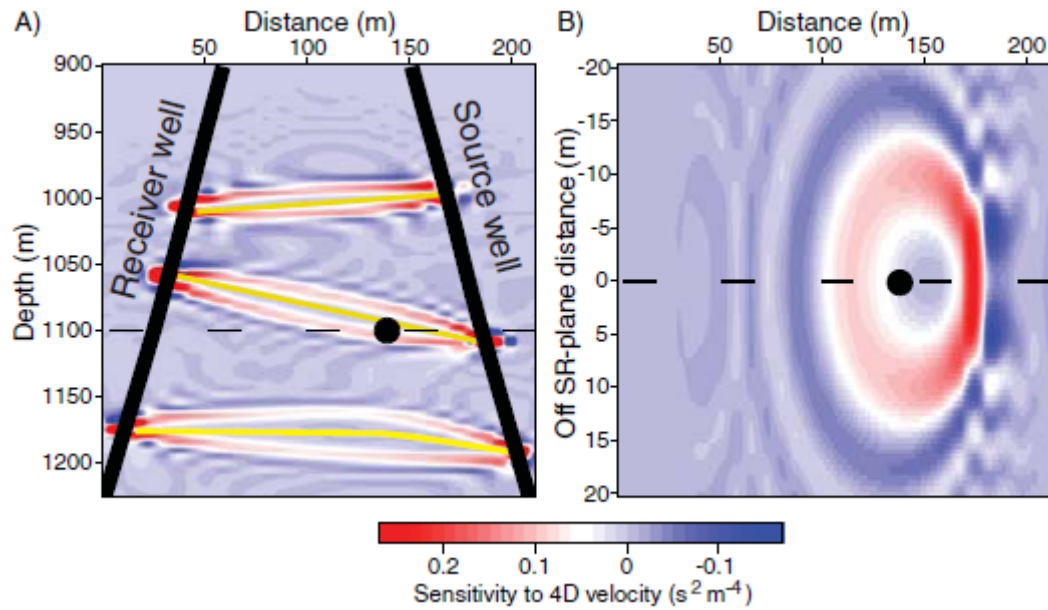 A)
Distance (m)
50 100 150 200
Depth (m)
900
950
1000
1050
1100
1150
1200
Receiver well
Source well
B)
Distance (m)
50 100 150 200
Off SR-plane distance (m)
-20
-15
-10
-5
0
5
10
15
20
0.2 0.1 0 -0.1
Sensitivity to 4D velocity (s² m⁻⁴)